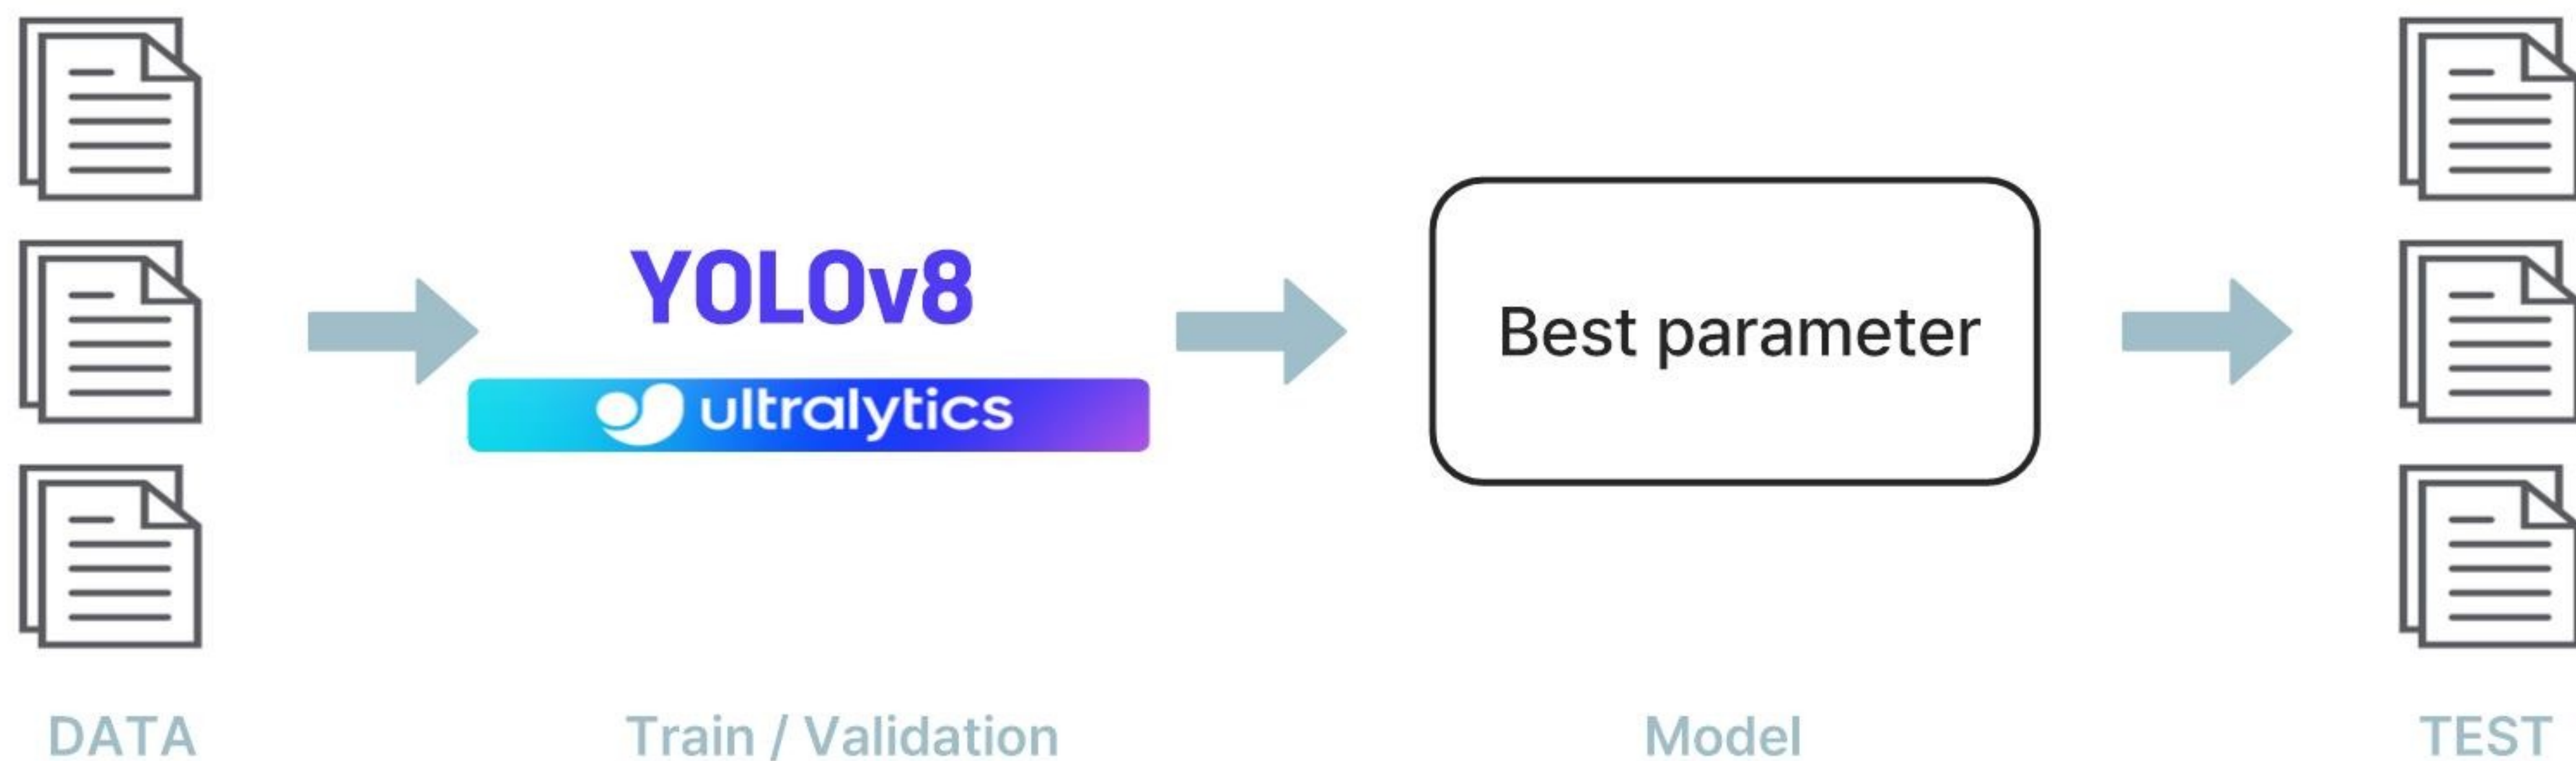 YOLOv8
ultralytics
Best parameter
DATA
Train / Validation
Model
TEST